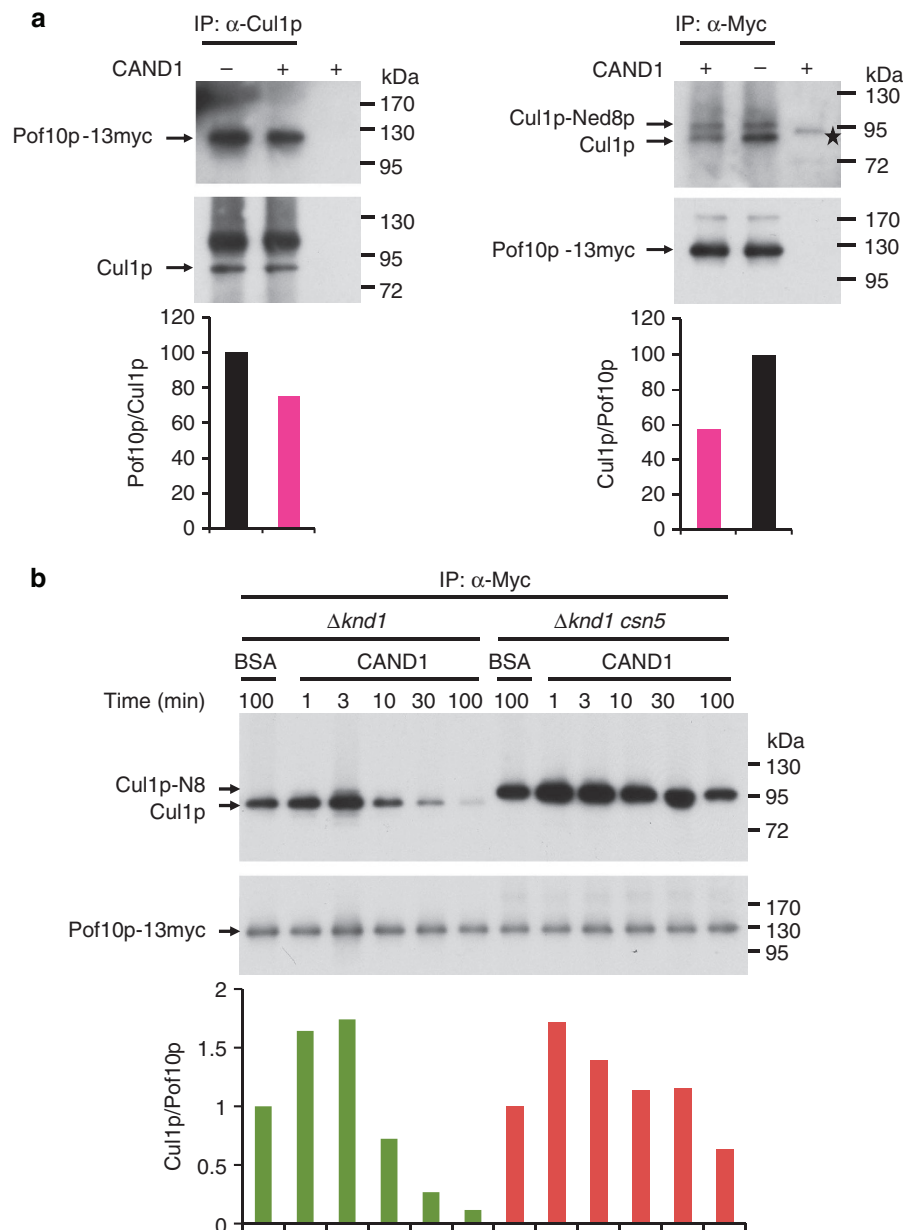 a
IP: α-Cul1p
CAND1 – + +
kDa
170
130
95
Pof10p-13myc
130
95
72
Cul1p
120
100
80
60
40
20
0
Pof10p/Cul1p
IP: α-Myc
CAND1 + – +
kDa
130
95
72
Cul1p-Ned8p
Cul1p
170
130
95
Pof10p-13myc
120
100
80
60
40
20
0
Cul1p/Pof10p
b
IP: α-Myc
Δknd1 Δknd1 csn5
BSA CAND1 BSA CAND1
Time (min) 100 1 3 10 30 100 100 1 3 10 30 100
kDa
130
95
72
Cul1p-N8
Cul1p
170
130
95
Pof10p-13myc
2
1.5
1
0.5
0
Cul1p/Pof10p